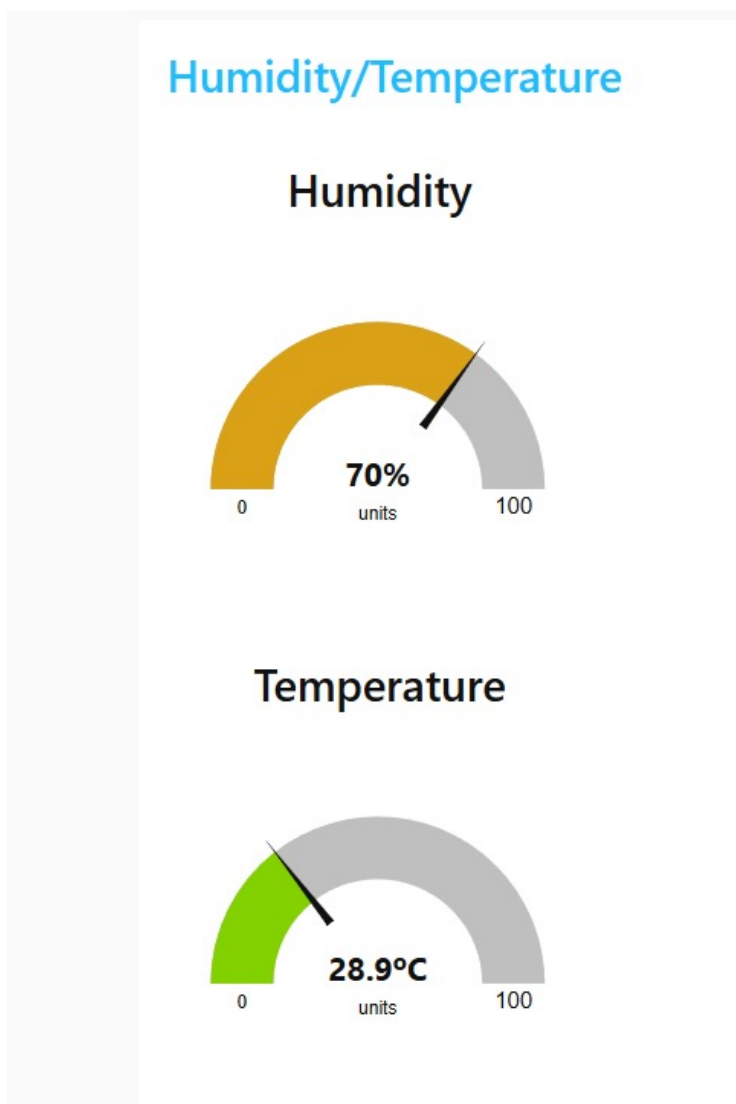 Humidity/Temperature
Humidity
70%
0
units
100
Temperature
28.9ºC
0
units
100